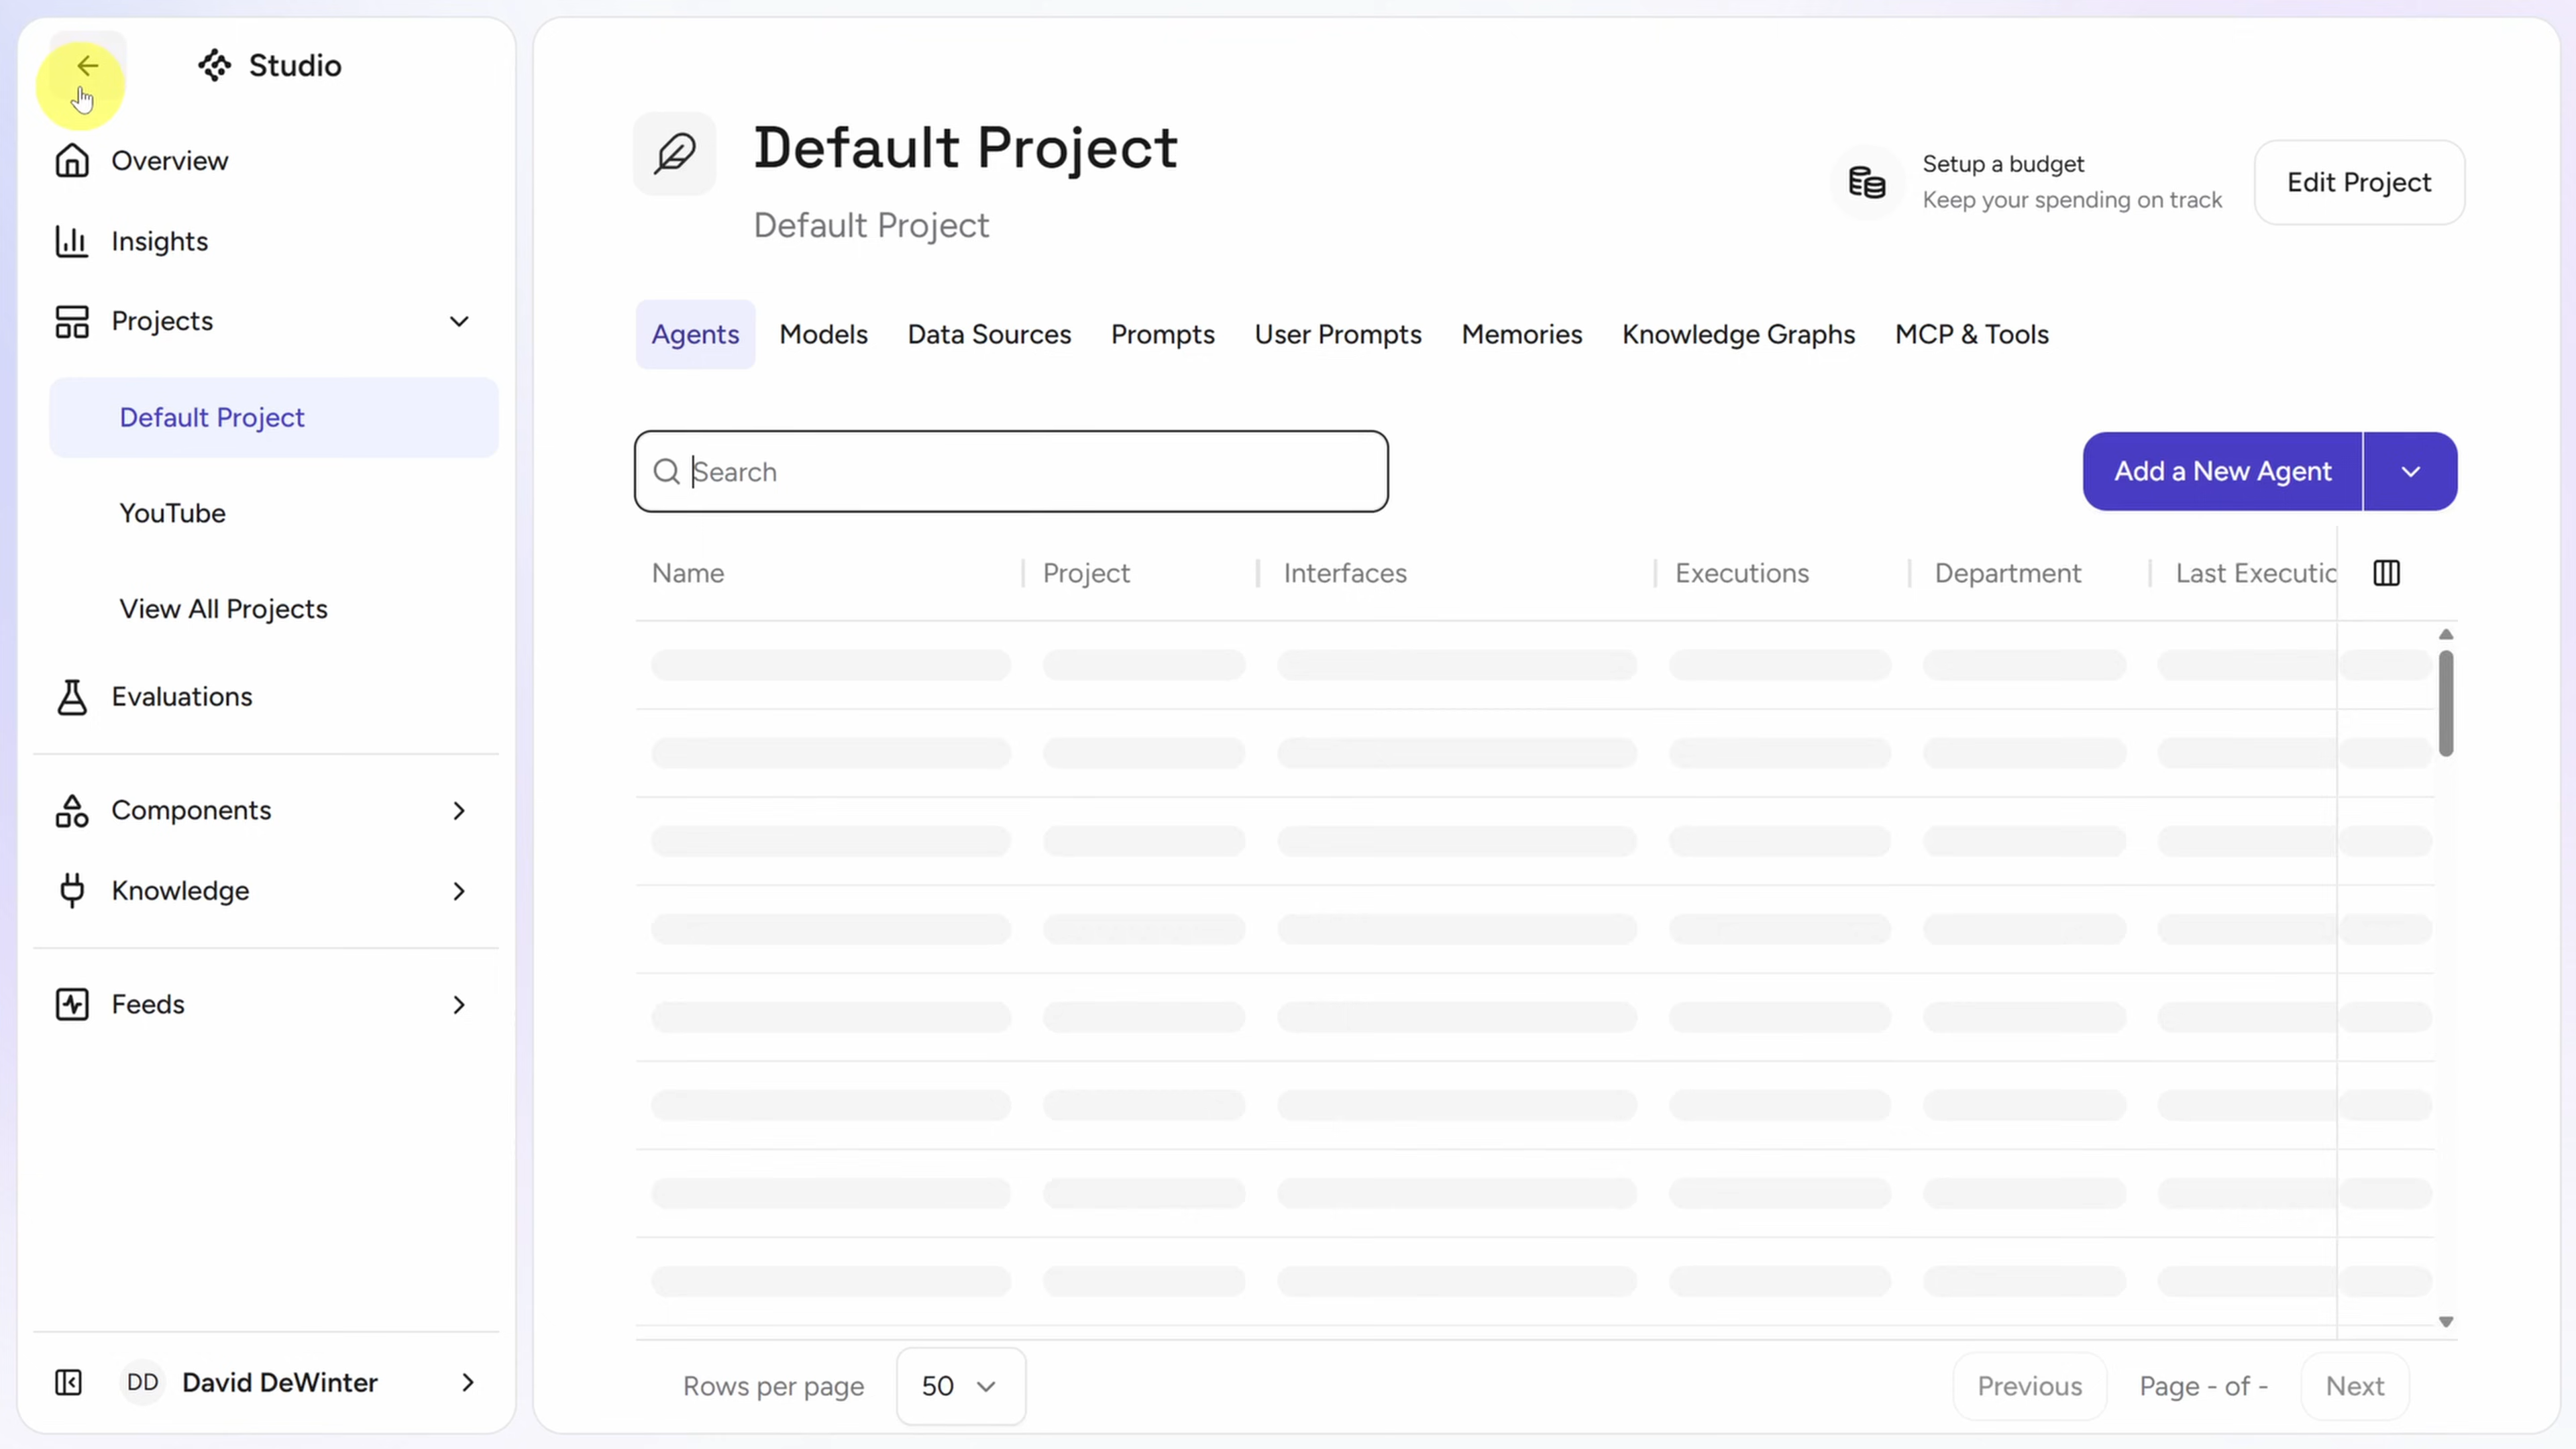 Studio
Overview
Insights
Projects
Default Project
YouTube
View All Projects
Evaluations
Components
Knowledge
Feeds
DD David DeWinter
Default Project
Default Project
Setup a budget
Keep your spending on track
Edit Project
Agents Models Data Sources Prompts User Prompts Memories Knowledge Graphs MCP & Tools
Search
Add a New Agent
Name Project Interfaces Executions Department Last Executic
Rows per page 50 Previous Page - of - Next